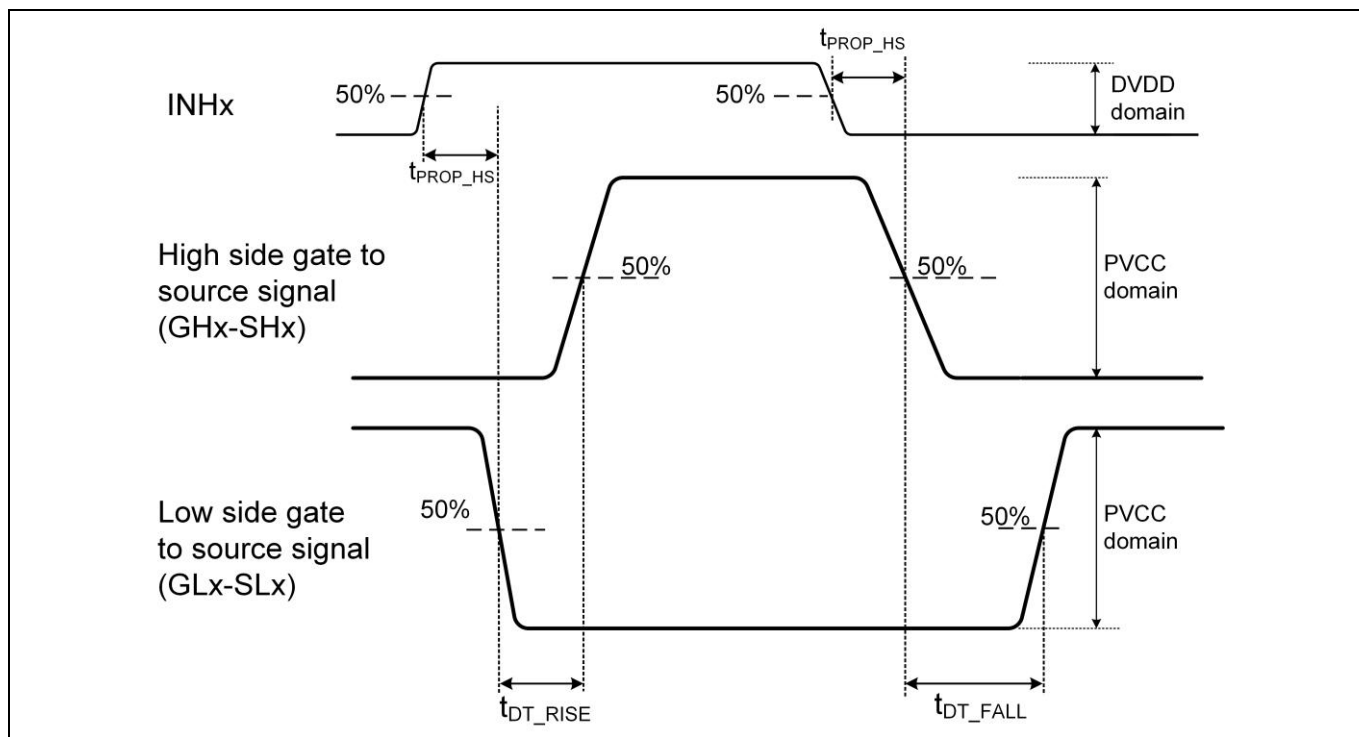 tPROP_HS
50%
50%
INHx
DVDD
domain
tPROP_HS
High side gate to
source signal
(GHx-SHx)
50%
50%
PVCC
domain
Low side gate
to source signal
(GLx-SLx)
50%
50%
PVCC
domain
tDT_RISE
tDT_FALL